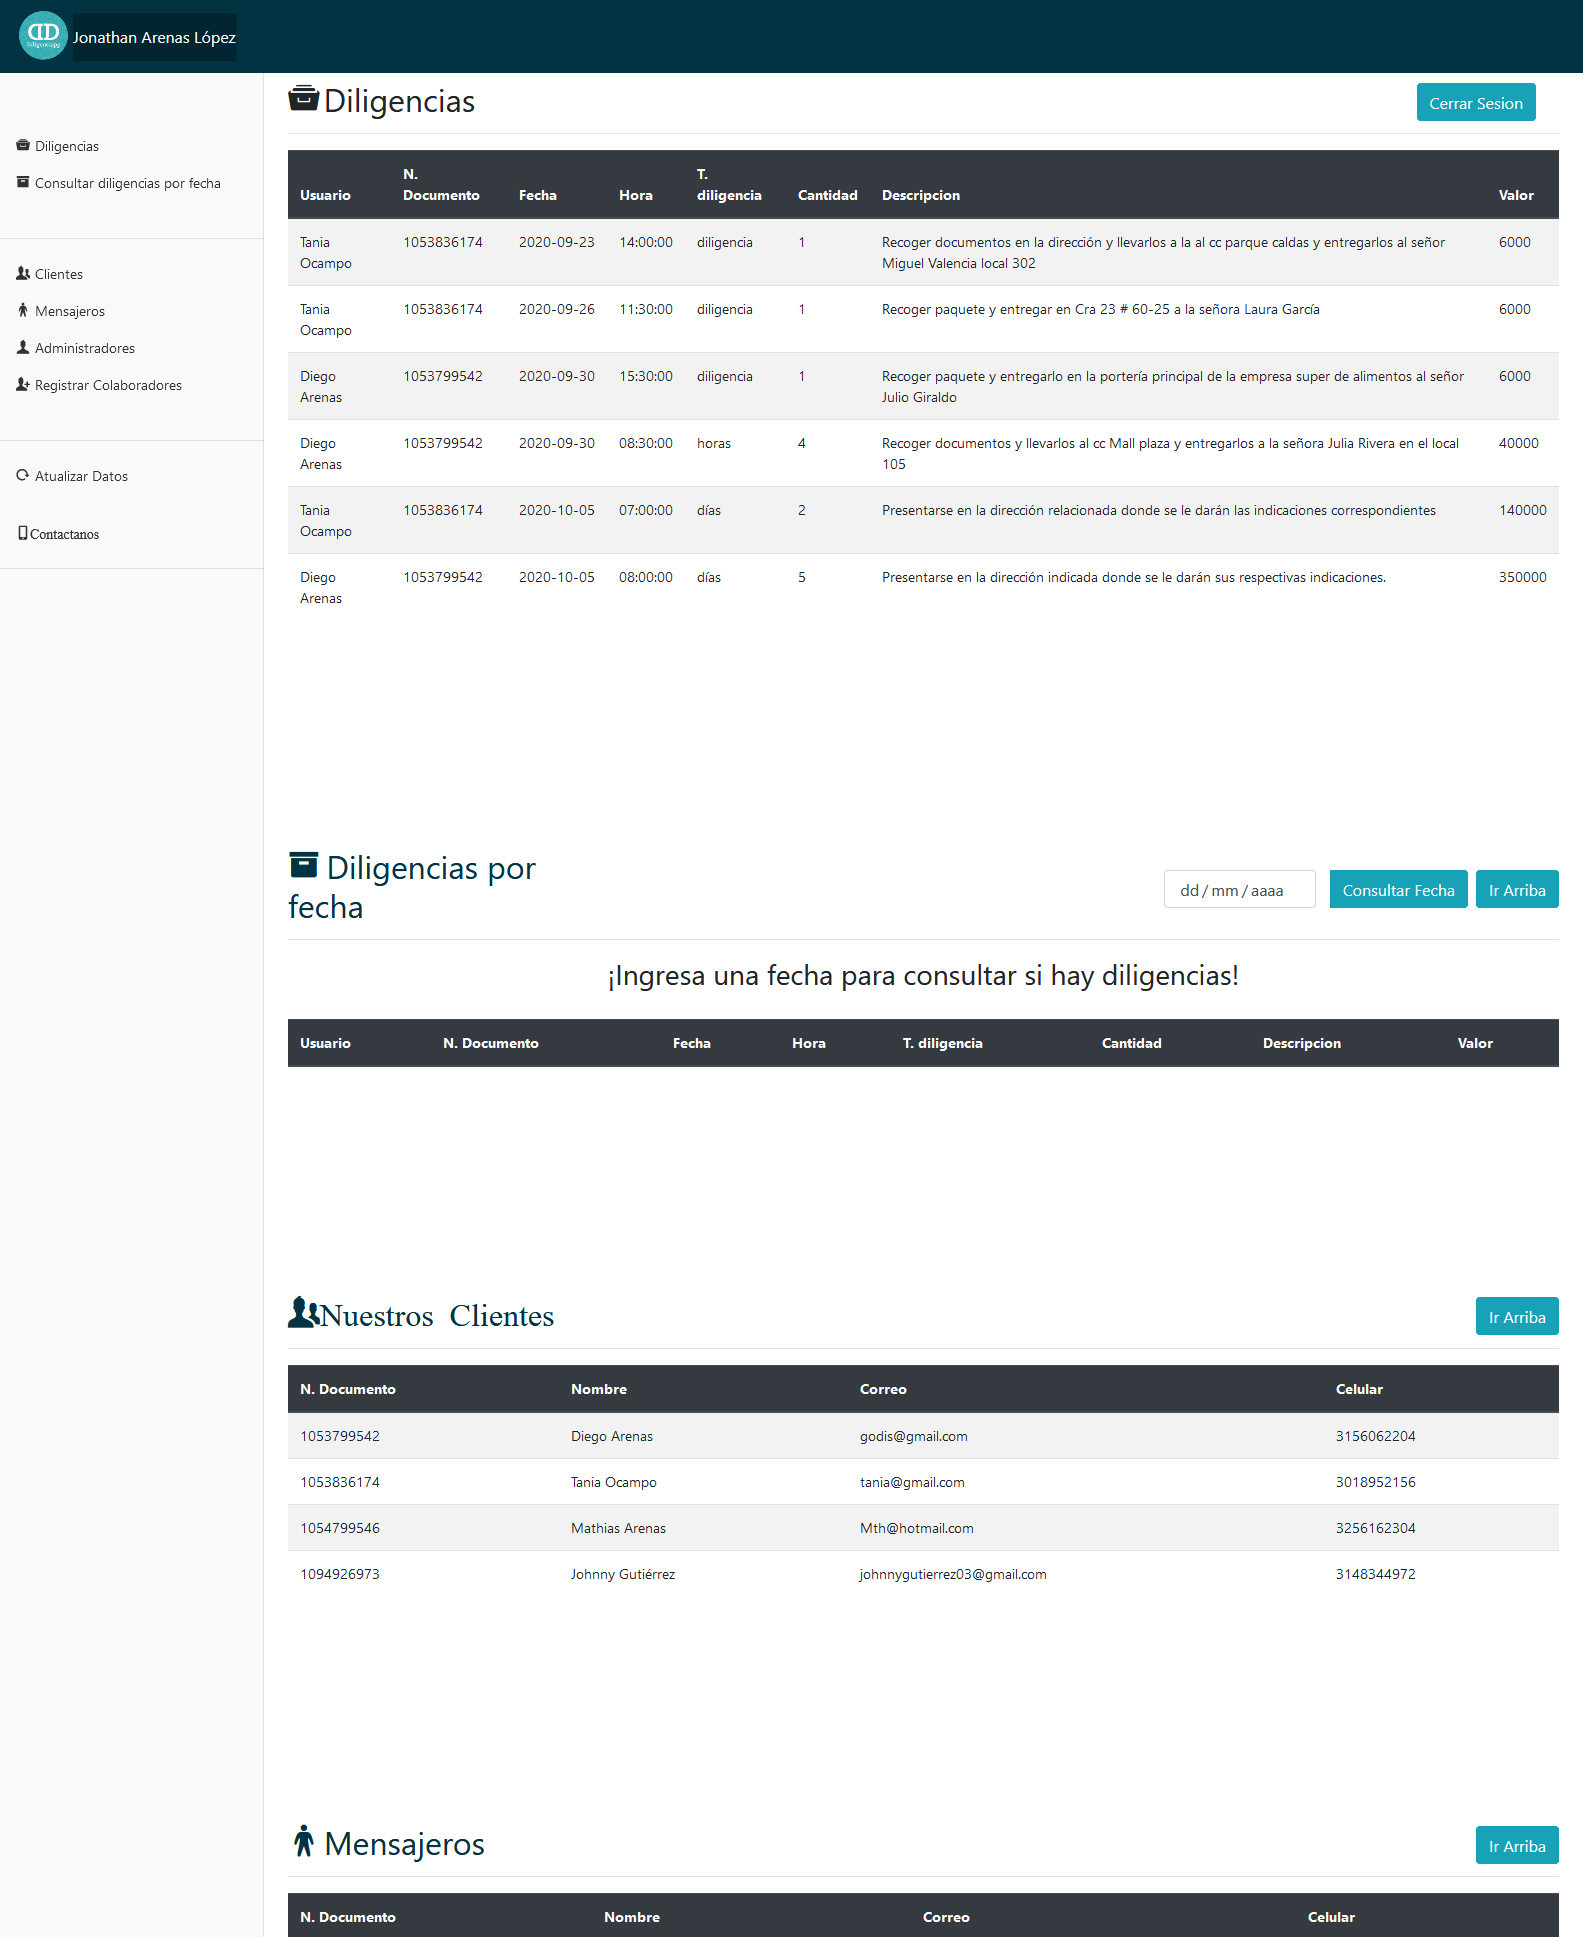 Diligenciapp
Jonathan Arenas López
Diligencias
Consultar diligencias por fecha
Clientes
Mensajeros
Administradores
Registrar Colaboradores
Atualizar Datos
Contactanos
Diligencias
Cerrar Sesion
Usuario N. Documento Fecha Hora T. diligencia Cantidad Descripcion Valor
Tania Ocampo 1053836174 2020-09-23 14:00:00 diligencia 1 Recoger documentos en la dirección y llevarlos a la al cc parque caldas y entregarlos al señor Miguel Valencia local 302 6000
Tania Ocampo 1053836174 2020-09-26 11:30:00 diligencia 1 Recoger paquete y entregar en Cra 23 # 60-25 a la señora Laura García 6000
Diego Arenas 1053799542 2020-09-30 15:30:00 diligencia 1 Recoger paquete y entregarlo en la portería principal de la empresa super de alimentos al señor Julio Giraldo 6000
Diego Arenas 1053799542 2020-09-30 08:30:00 horas 4 Recoger documentos y llevarlos al cc Mall plaza y entregarlos a la señora Julia Rivera en el local 105 40000
Tania Ocampo 1053836174 2020-10-05 07:00:00 días 2 Presentarse en la dirección relacionada donde se le darán las indicaciones correspondientes 140000
Diego Arenas 1053799542 2020-10-05 08:00:00 días 5 Presentarse en la dirección indicada donde se le darán sus respectivas indicaciones. 350000
Diligencias por
fecha
dd/mm/aaaa
Consultar Fecha
Ir Arriba
¡Ingresa una fecha para consultar si hay diligencias!
Usuario N. Documento Fecha Hora T. diligencia Cantidad Descripcion Valor
Nuestros Clientes
Ir Arriba
N. Documento Nombre Correo Celular
1053799542 Diego Arenas godis@gmail.com 3156062204
1053836174 Tania Ocampo tania@gmail.com 3018952156
1054799546 Mathias Arenas Mth@hotmail.com 3256162304
1094926973 Johnny Gutiérrez johnnygutierrez03@gmail.com 3148344972
Mensajeros
Ir Arriba
N. Documento Nombre Correo Celular